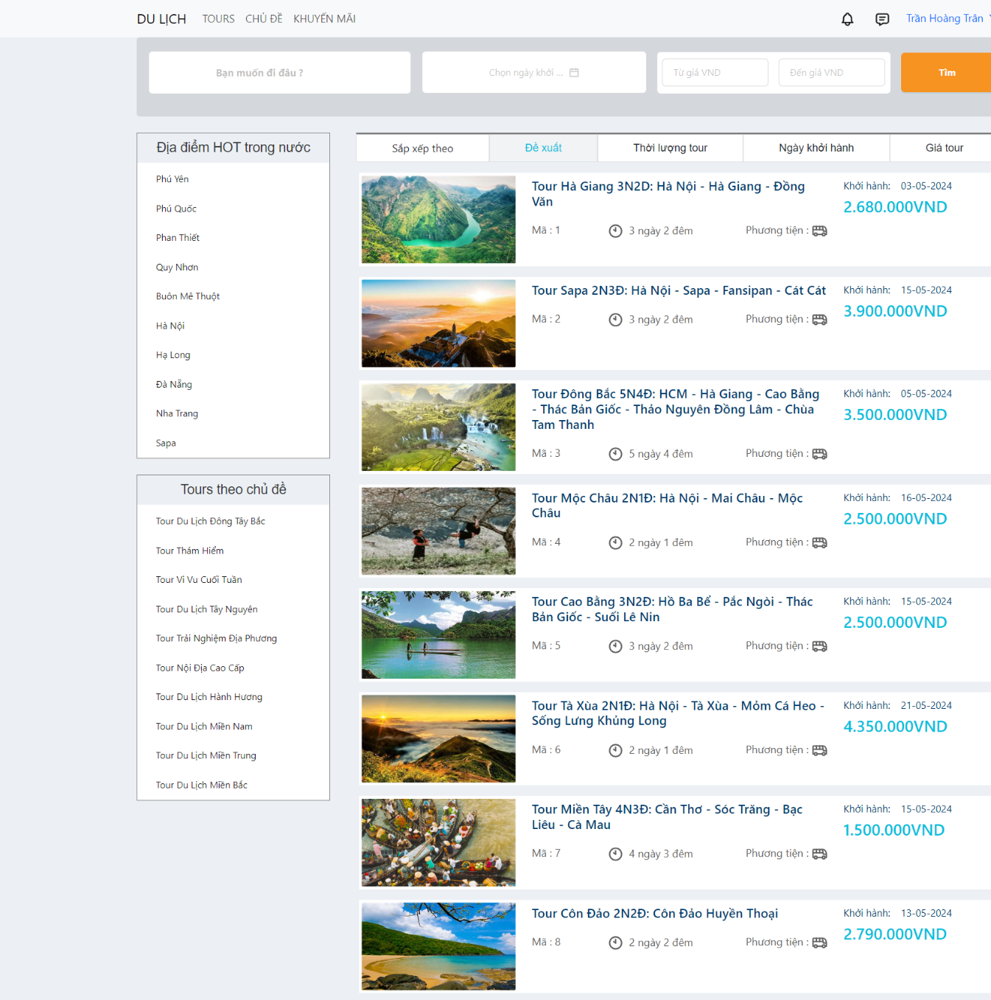 DU LỊCH TOURS CHỦ ĐỀ KHUYẾN MÃI Trần Hoàng Trân
Bạn muốn đi đâu ? Chọn ngày khởi ... Từ giá VND Đến giá VND Tìm
Địa điểm HOT trong nước
Phú Yên
Phú Quốc
Phan Thiết
Quy Nhơn
Buôn Mê Thuột
Hà Nội
Hạ Long
Đà Nẵng
Nha Trang
Sapa
Tours theo chủ đề
Tour Du Lịch Đông Tây Bắc
Tour Thám Hiểm
Tour Vi Vu Cuối Tuần
Tour Du Lịch Tây Nguyên
Tour Trải Nghiệm Địa Phương
Tour Nội Địa Cao Cấp
Tour Du Lịch Hành Hương
Tour Du Lịch Miền Nam
Tour Du Lịch Miền Trung
Tour Du Lịch Miền Bắc
Sắp xếp theo Đề xuất Thời lượng tour Ngày khởi hành Giá tour
Tour Hà Giang 3N2D: Hà Nội - Hà Giang - Đồng
Văn
Mã : 1 3 ngày 2 đêm Phương tiện :
Khởi hành: 03-05-2024
2.680.000VND
Tour Sapa 2N3Đ: Hà Nội - Sapa - Fansipan - Cát Cát
Mã : 2 3 ngày 2 đêm Phương tiện :
Khởi hành: 15-05-2024
3.900.000VND
Tour Đông Bắc 5N4Đ: HCM - Hà Giang - Cao Bằng
- Thác Bản Giốc - Thảo Nguyên Đồng Lâm - Chùa
Tam Thanh
Mã : 3 5 ngày 4 đêm Phương tiện :
Khởi hành: 05-05-2024
3.500.000VND
Tour Mộc Châu 2N1Đ: Hà Nội - Mai Châu - Mộc
Châu
Mã : 4 2 ngày 1 đêm Phương tiện :
Khởi hành: 16-05-2024
2.500.000VND
Tour Cao Bằng 3N2Đ: Hồ Ba Bể - Pắc Ngòi - Thác
Bản Giốc - Suối Lê Nin
Mã : 5 3 ngày 2 đêm Phương tiện :
Khởi hành: 15-05-2024
2.500.000VND
Tour Tà Xùa 2N1Đ: Hà Nội - Tà Xùa - Mỏm Cá Heo -
Sống Lưng Khủng Long
Mã : 6 2 ngày 1 đêm Phương tiện :
Khởi hành: 21-05-2024
4.350.000VND
Tour Miền Tây 4N3Đ: Cần Thơ - Sóc Trăng - Bạc
Liêu - Cà Mau
Mã : 7 4 ngày 3 đêm Phương tiện :
Khởi hành: 15-05-2024
1.500.000VND
Tour Côn Đảo 2N2Đ: Côn Đảo Huyền Thoại
Mã : 8 2 ngày 2 đêm Phương tiện :
Khởi hành: 13-05-2024
2.790.000VND